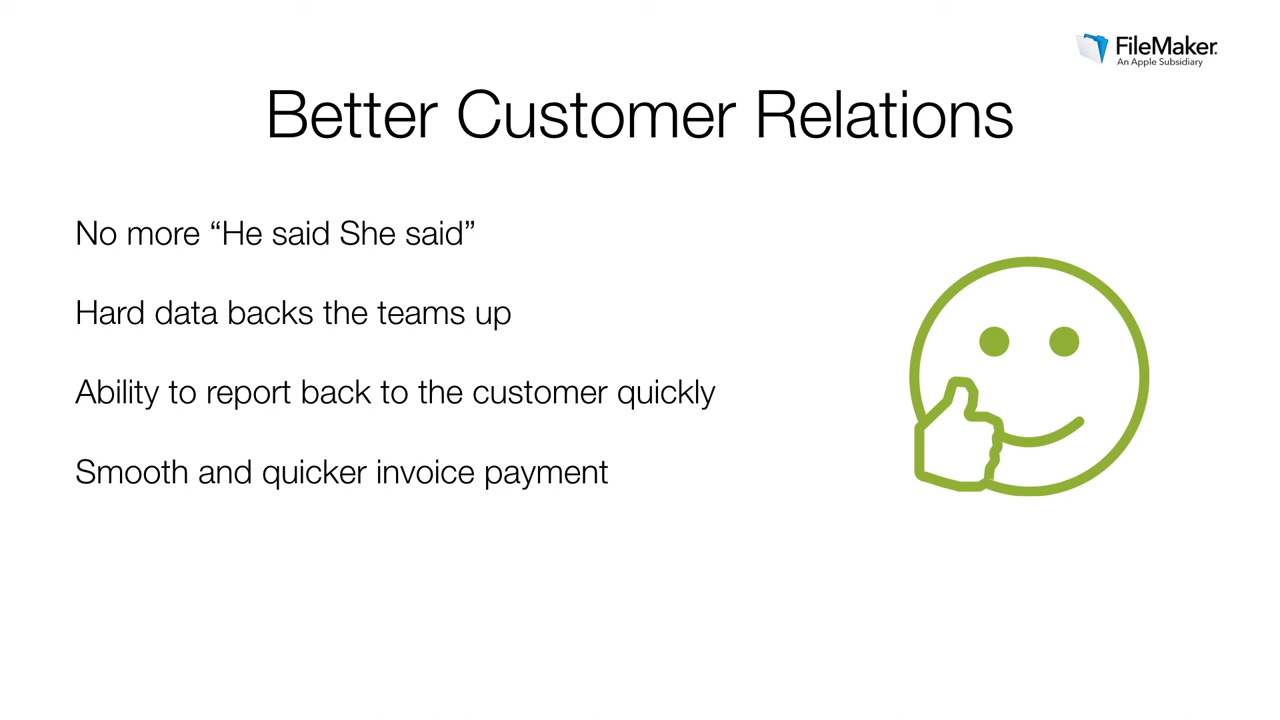 FileMaker
An Apple Subsidiary
Better Customer Relations
No more “He said She said”
Hard data backs the teams up
Ability to report back to the customer quickly
Smooth and quicker invoice payment